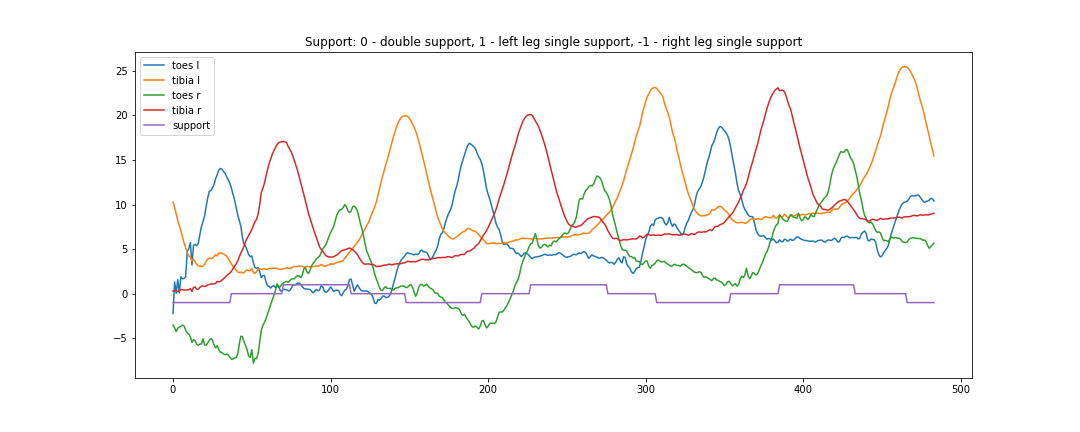 Support: 0 - double support, 1 - left leg single support, -1 - right leg single support
toes l
tibia l
toes r
tibia r
support
25
20
15
10
5
0
−5
0 100 200 300 400 500